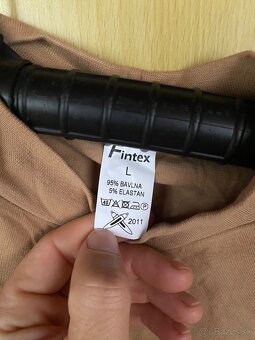 Fintex
L
95% BAVLNA
5% ELASTAN
2011